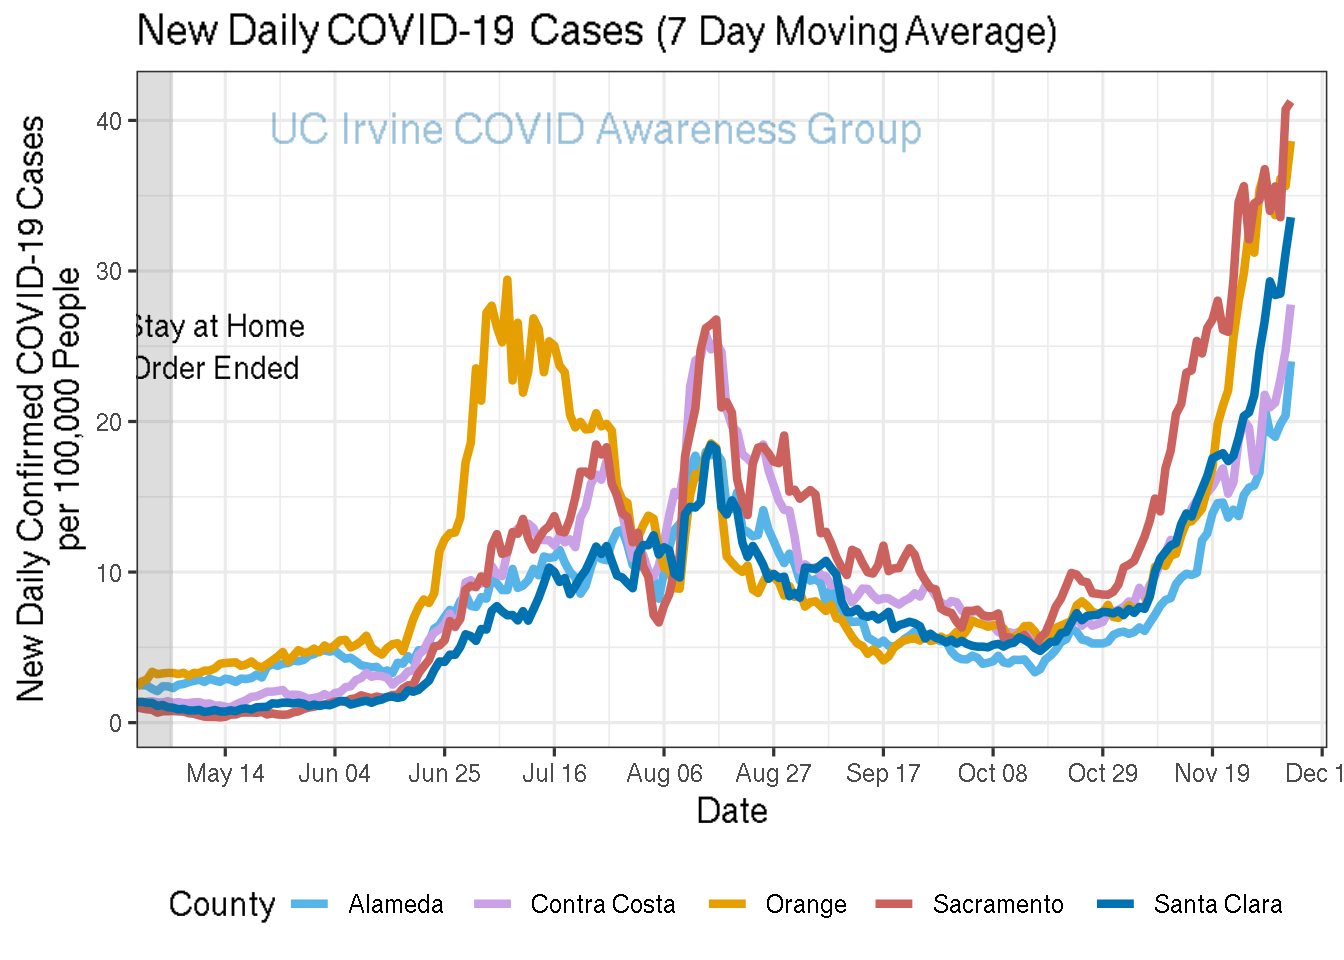 New Daily COVID-19 Cases (7 Day Moving Average)
UC Irvine COVID Awareness Group
New Daily Confirmed COVID-19 Cases
per 100,000 People
40
30
20
10
0
Stay at Home
Order Ended
May 14 Jun 04 Jun 25 Jul 16 Aug 06 Aug 27 Sep 17 Oct 08 Oct 29 Nov 19 Dec 1
Date
County Alameda Contra Costa Orange Sacramento Santa Clara